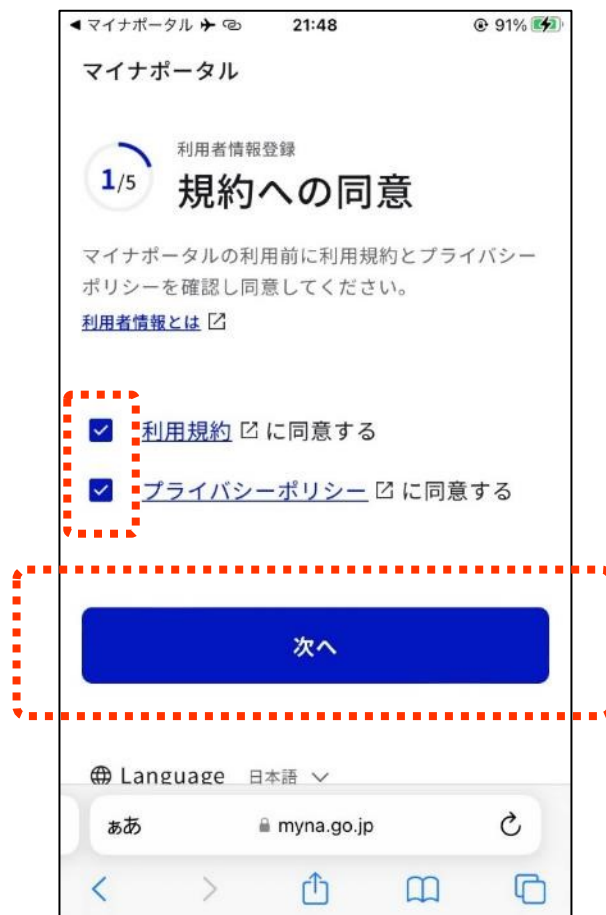 マイナポータル 21:48 91%
マイナポータル
1/5
利用者情報登録
規約への同意
マイナポータルの利用前に利用規約とプライバシー
ポリシーを確認し同意してください。
利用者情報とは
利用規約 に同意する
プライバシーポリシー に同意する
次へ
Language 日本語
ぁあ myna.go.jp